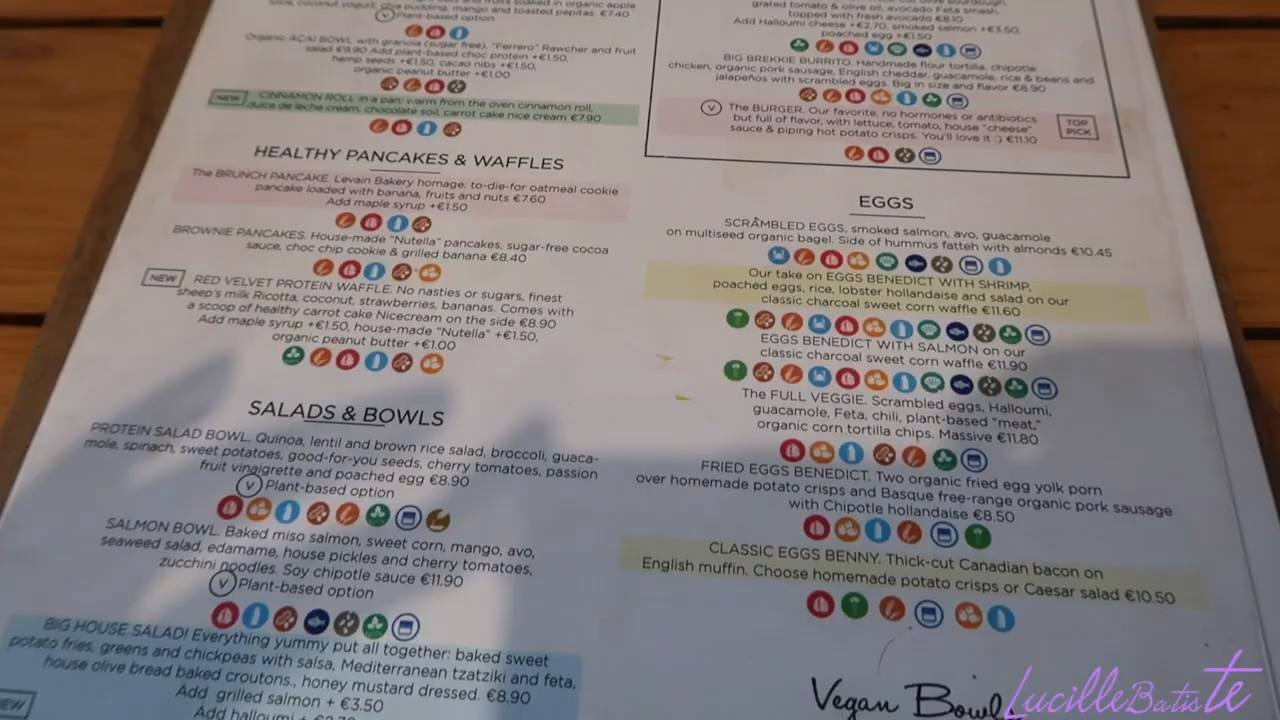 juice, coconut yogurt, chia pudding, mango and toasted pepitas. €7.40
V Plant-based option
Organic AÇAI BOWL with granola (sugar free), "Ferrero" Rawcher and fruit
salad €9.90 Add plant-based choc protein +€1.50,
hemp seeds +€1.50, cacao nibs +€1.50,
organic peanut butter +€1.00
NEW CINNAMON ROLL in a pan: warm from the oven cinnamon roll,
dulce de leche cream, chocolate soil, carrot cake nice cream €7.90
HEALTHY PANCAKES & WAFFLES
The BRUNCH PANCAKE. Levain Bakery homage: to-die-for oatmeal cookie
pancake loaded with banana, fruits and nuts €7.60
Add maple syrup +€1.50
BROWNIE PANCAKES. House-made "Nutella" pancakes, sugar-free cocoa
sauce, choc chip cookie & grilled banana €8.40
NEW RED VELVET PROTEIN WAFFLE. No nasties or sugars, finest
sheep's milk Ricotta, coconut, strawberries, bananas. Comes with
a scoop of healthy carrot cake Nicecream on the side €8.90
Add maple syrup +€1.50, house-made "Nutella" +€1.50,
organic peanut butter +€1.00
SALADS & BOWLS
PROTEIN SALAD BOWL. Quinoa, lentil and brown rice salad, broccoli, guaca-
mole, spinach, sweet potatoes, good-for-you seeds, cherry tomatoes, passion
fruit vinaigrette and poached egg €8.90
V Plant-based option
SALMON BOWL. Baked miso salmon, sweet corn, mango, avo,
seaweed salad, edamame, house pickles and cherry tomatoes,
zucchini noodles. Soy chipotle sauce €11.90
V Plant-based option
BIG HOUSE SALAD! Everything yummy put all together: baked sweet
potato fries, greens and chickpeas with salsa, Mediterranean tzatziki and feta,
house olive bread baked croutons., honey mustard dressed. €8.90
NEW Add grilled salmon + €3.50
Add halloumi +
grated tomato & olive oil, avocado Feta smash,
topped with fresh avocado €8.10
Add Halloumi cheese +€2.70, smoked salmon +€3.50,
poached egg +€1.50
BIG BREKKIE BURRITO. Handmade flour tortilla, chipotle
chicken, organic pork sausage, English cheddar, guacamole, rice & beans and
jalapeños with scrambled eggs. Big in size and flavor €8.90
V The BURGER. Our favorite, no hormones or antibiotics
but full of flavor, with lettuce, tomato, house "cheese"
sauce & piping hot potato crisps. You'll love it :) €11.10
TOP
PICK
EGGS
SCRAMBLED EGGS, smoked salmon, avo, guacamole
on multiseed organic bagel. Side of hummus fatteh with almonds €10.45
Our take on EGGS BENEDICT WITH SHRIMP,
poached eggs, rice, lobster hollandaise and salad on our
classic charcoal sweet corn waffle €11.60
EGGS BENEDICT WITH SALMON on our
classic charcoal sweet corn waffle €11.90
The FULL VEGGIE. Scrambled eggs, Halloumi,
guacamole, Feta, chili, plant-based "meat,"
organic corn tortilla chips. Massive €11.80
FRIED EGGS BENEDICT. Two organic fried egg yolk porn
over homemade potato crisps and Basque free-range organic pork sausage
with Chipotle hollandaise €8.50
CLASSIC EGGS BENNY. Thick-cut Canadian bacon on
English muffin. Choose homemade potato crisps or Caesar salad €10.50
Vegan Bowl
LucilleBatisTe